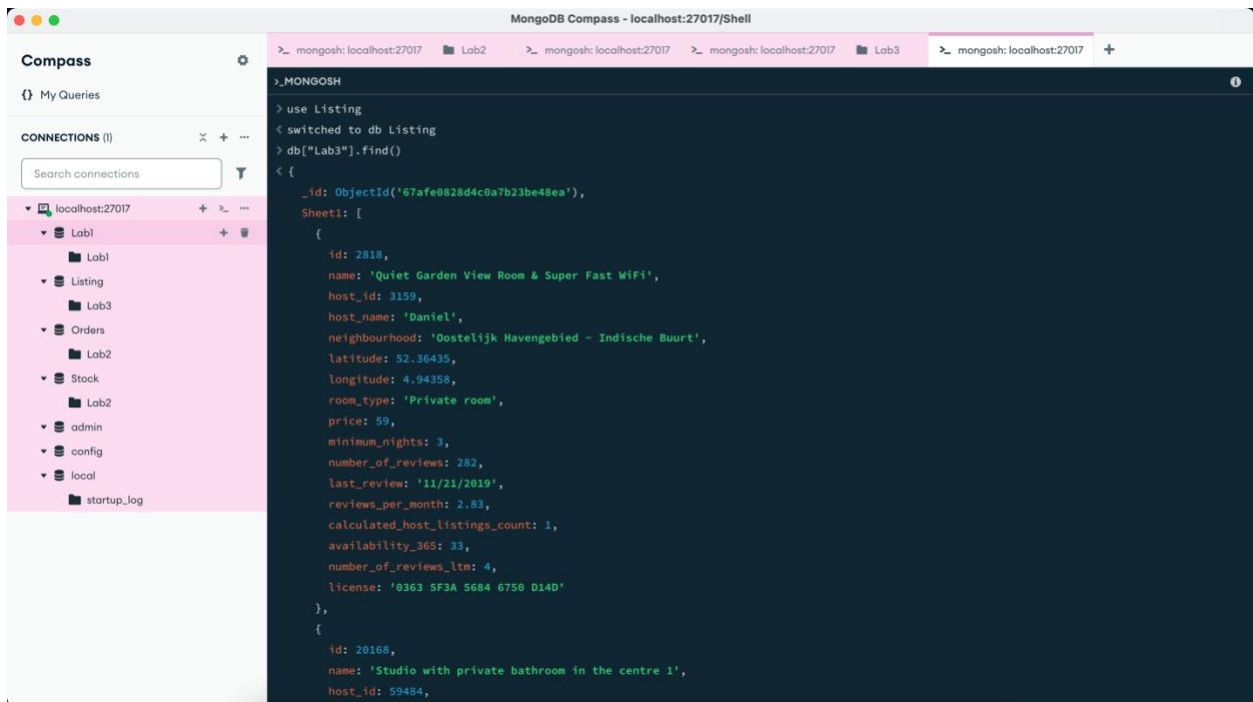 MongoDB Compass - localhost:27017/Shell
Compass
{} My Queries
CONNECTIONS (1)
Search connections
localhost:27017
Lab1
Lab1
Listing
Lab3
Orders
Lab2
Stock
Lab2
admin
config
local
startup_log
>_ mongosh: localhost:27017 Lab2 >_ mongosh: localhost:27017 >_ mongosh: localhost:27017 Lab3 >_ mongosh: localhost:27017 +
>_MONGOSH
> use Listing
< switched to db Listing
> db["Lab3"].find()
< {
_id: ObjectId('67afe0828d4c0a7b23be48ea'),
Sheet1: [
{
id: 2818,
name: 'Quiet Garden View Room & Super Fast WiFi',
host_id: 3159,
host_name: 'Daniel',
neighbourhood: 'Oostelijk Havengebied - Indische Buurt',
latitude: 52.36435,
longitude: 4.94358,
room_type: 'Private room',
price: 59,
minimum_nights: 3,
number_of_reviews: 282,
last_review: '11/21/2019',
reviews_per_month: 2.83,
calculated_host_listings_count: 1,
availability_365: 33,
number_of_reviews_ltm: 4,
license: '0363 5F3A 5684 6750 D14D'
},
{
id: 20168,
name: 'Studio with private bathroom in the centre 1',
host_id: 59484,